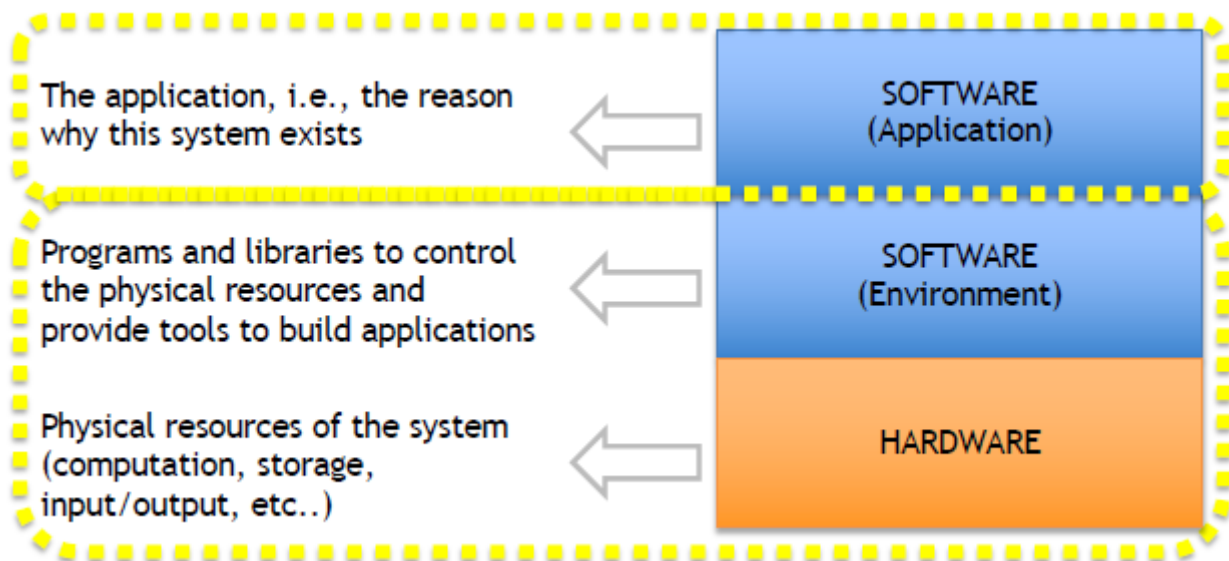 The application, i.e., the reason
why this system exists
SOFTWARE
(Application)
Programs and libraries to control
the physical resources and
provide tools to build applications
SOFTWARE
(Environment)
Physical resources of the system
(computation, storage,
input/output, etc..)
HARDWARE